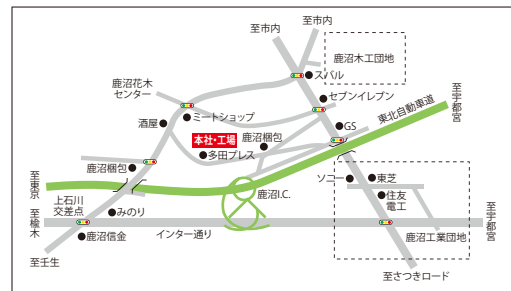 至市内
至市内
鹿沼木工団地
スバル
鹿沼花木
センター
セブンイレブン
至宇都宮
東北自動車道
ミートショップ
酒屋
GS
本社・工場
鹿沼梱包
多田プレス
鹿沼梱包
ソニー
東芝
至東京
住友
電工
鹿沼I.C.
上石川
交差点
みのり
至楡木
至宇都宮
鹿沼信金
インター通り
鹿沼工業団地
至壬生
至さつきロード